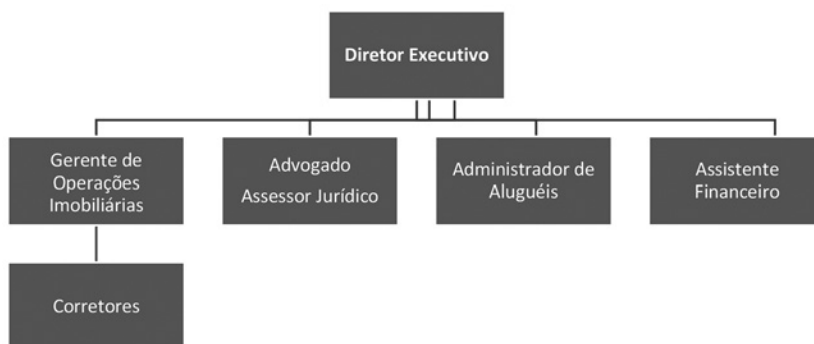 Diretor Executivo
Gerente de
Operações
Imobiliárias
Advogado
Assessor Jurídico
Administrador de
Aluguéis
Assistente
Financeiro
Corretores